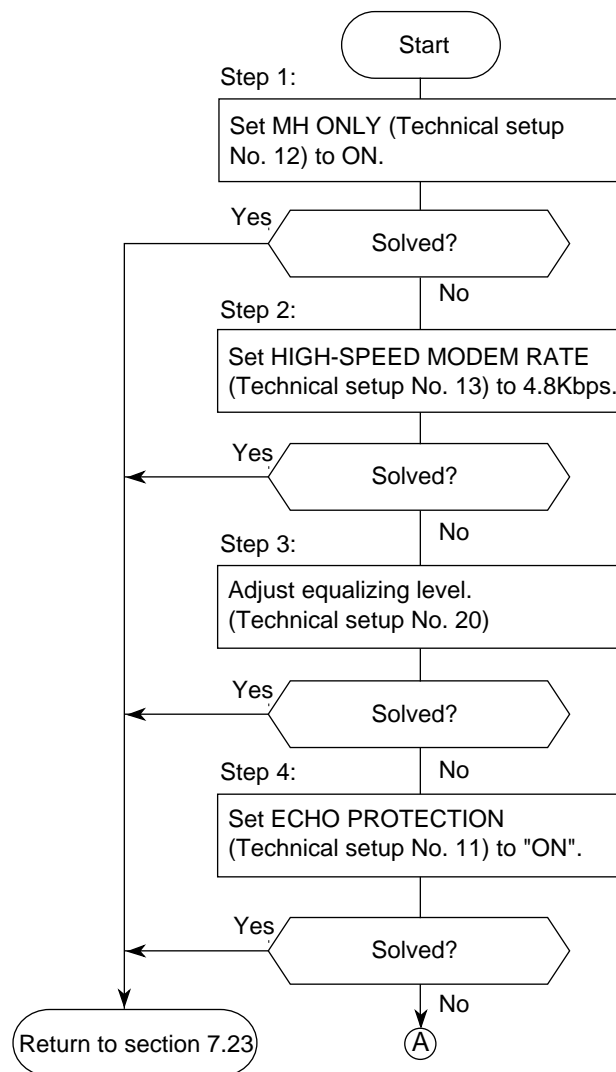 Start
Step 1:
Set MH ONLY (Technical setup
No. 12) to ON.
Yes
Solved?
No
Step 2:
Set HIGH-SPEED MODEM RATE
(Technical setup No. 13) to 4.8Kbps.
Yes
Solved?
No
Step 3:
Adjust equalizing level.
(Technical setup No. 20)
Yes
Solved?
No
Step 4:
Set ECHO PROTECTION
(Technical setup No. 11) to "ON".
Yes
Solved?
No
Return to section 7.23
A